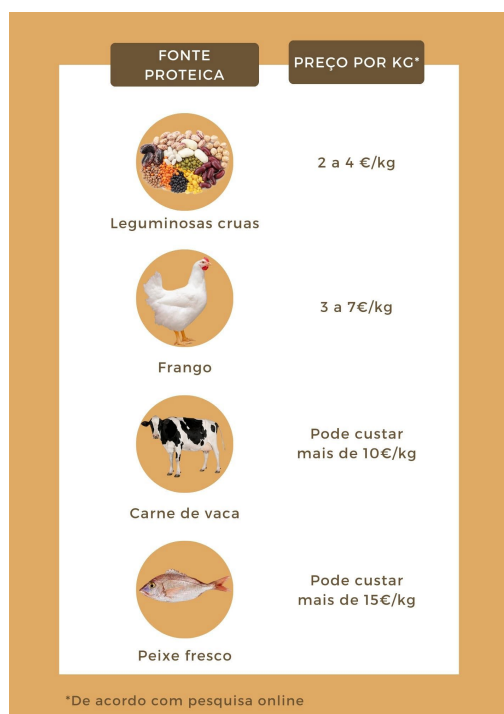 FONTE
PROTEICA
PREÇO POR KG*
2 a 4 €/kg
Leguminosas cruas
3 a 7€/kg
Frango
Pode custar
mais de 10€/kg
Carne de vaca
Pode custar
mais de 15€/kg
Peixe fresco
*De acordo com pesquisa online